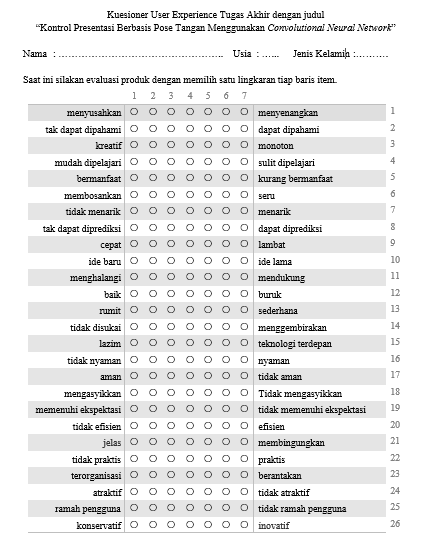 Kuesioner User Experience Tugas Akhir dengan judul
“Kontrol Presentasi Berbasis Pose Tangan Menggunakan Convolutional Neural Network”
Nama : ………………………………………….. Usia : …... Jenis Kelamin :……….
Saat ini silakan evaluasi produk dengan memilih satu lingkaran tiap baris item.
1 2 3 4 5 6 7
menyusahkan ○ ○ ○ ○ ○ ○ ○ menyenangkan 1
tak dapat dipahami ○ ○ ○ ○ ○ ○ ○ dapat dipahami 2
kreatif ○ ○ ○ ○ ○ ○ ○ monoton 3
mudah dipelajari ○ ○ ○ ○ ○ ○ ○ sulit dipelajari 4
bermanfaat ○ ○ ○ ○ ○ ○ ○ kurang bermanfaat 5
membosankan ○ ○ ○ ○ ○ ○ ○ seru 6
tidak menarik ○ ○ ○ ○ ○ ○ ○ menarik 7
tak dapat diprediksi ○ ○ ○ ○ ○ ○ ○ dapat diprediksi 8
cepat ○ ○ ○ ○ ○ ○ ○ lambat 9
ide baru ○ ○ ○ ○ ○ ○ ○ ide lama 10
menghalangi ○ ○ ○ ○ ○ ○ ○ mendukung 11
baik ○ ○ ○ ○ ○ ○ ○ buruk 12
rumit ○ ○ ○ ○ ○ ○ ○ sederhana 13
tidak disukai ○ ○ ○ ○ ○ ○ ○ menggembirakan 14
lazim ○ ○ ○ ○ ○ ○ ○ teknologi terdepan 15
tidak nyaman ○ ○ ○ ○ ○ ○ ○ nyaman 16
aman ○ ○ ○ ○ ○ ○ ○ tidak aman 17
mengasyikkan ○ ○ ○ ○ ○ ○ ○ Tidak mengasyikkan 18
memenuhi ekspektasi ○ ○ ○ ○ ○ ○ ○ tidak memenuhi ekspektasi 19
tidak efisien ○ ○ ○ ○ ○ ○ ○ efisien 20
jelas ○ ○ ○ ○ ○ ○ ○ membingungkan 21
tidak praktis ○ ○ ○ ○ ○ ○ ○ praktis 22
terorganisasi ○ ○ ○ ○ ○ ○ ○ berantakan 23
atraktif ○ ○ ○ ○ ○ ○ ○ tidak atraktif 24
ramah pengguna ○ ○ ○ ○ ○ ○ ○ tidak ramah pengguna 25
konservatif ○ ○ ○ ○ ○ ○ ○ inovatif 26